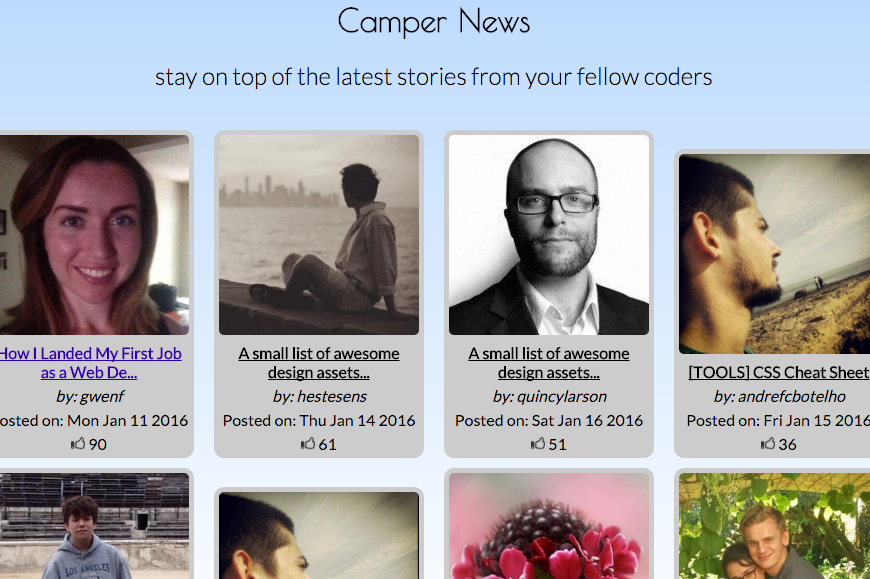 Camper News
stay on top of the latest stories from your fellow coders
How I Landed My First Job
as a Web De...
by: gwenf
osted on: Mon Jan 11 2016
90
A small list of awesome
design assets...
by: hestesens
Posted on: Thu Jan 14 2016
61
A small list of awesome
design assets...
by: quincylarson
Posted on: Sat Jan 16 2016
51
[TOOLS] CSS Cheat Sheet
by: andrefcbotelho
Posted on: Fri Jan 15 2016
36
LOS ANGELES